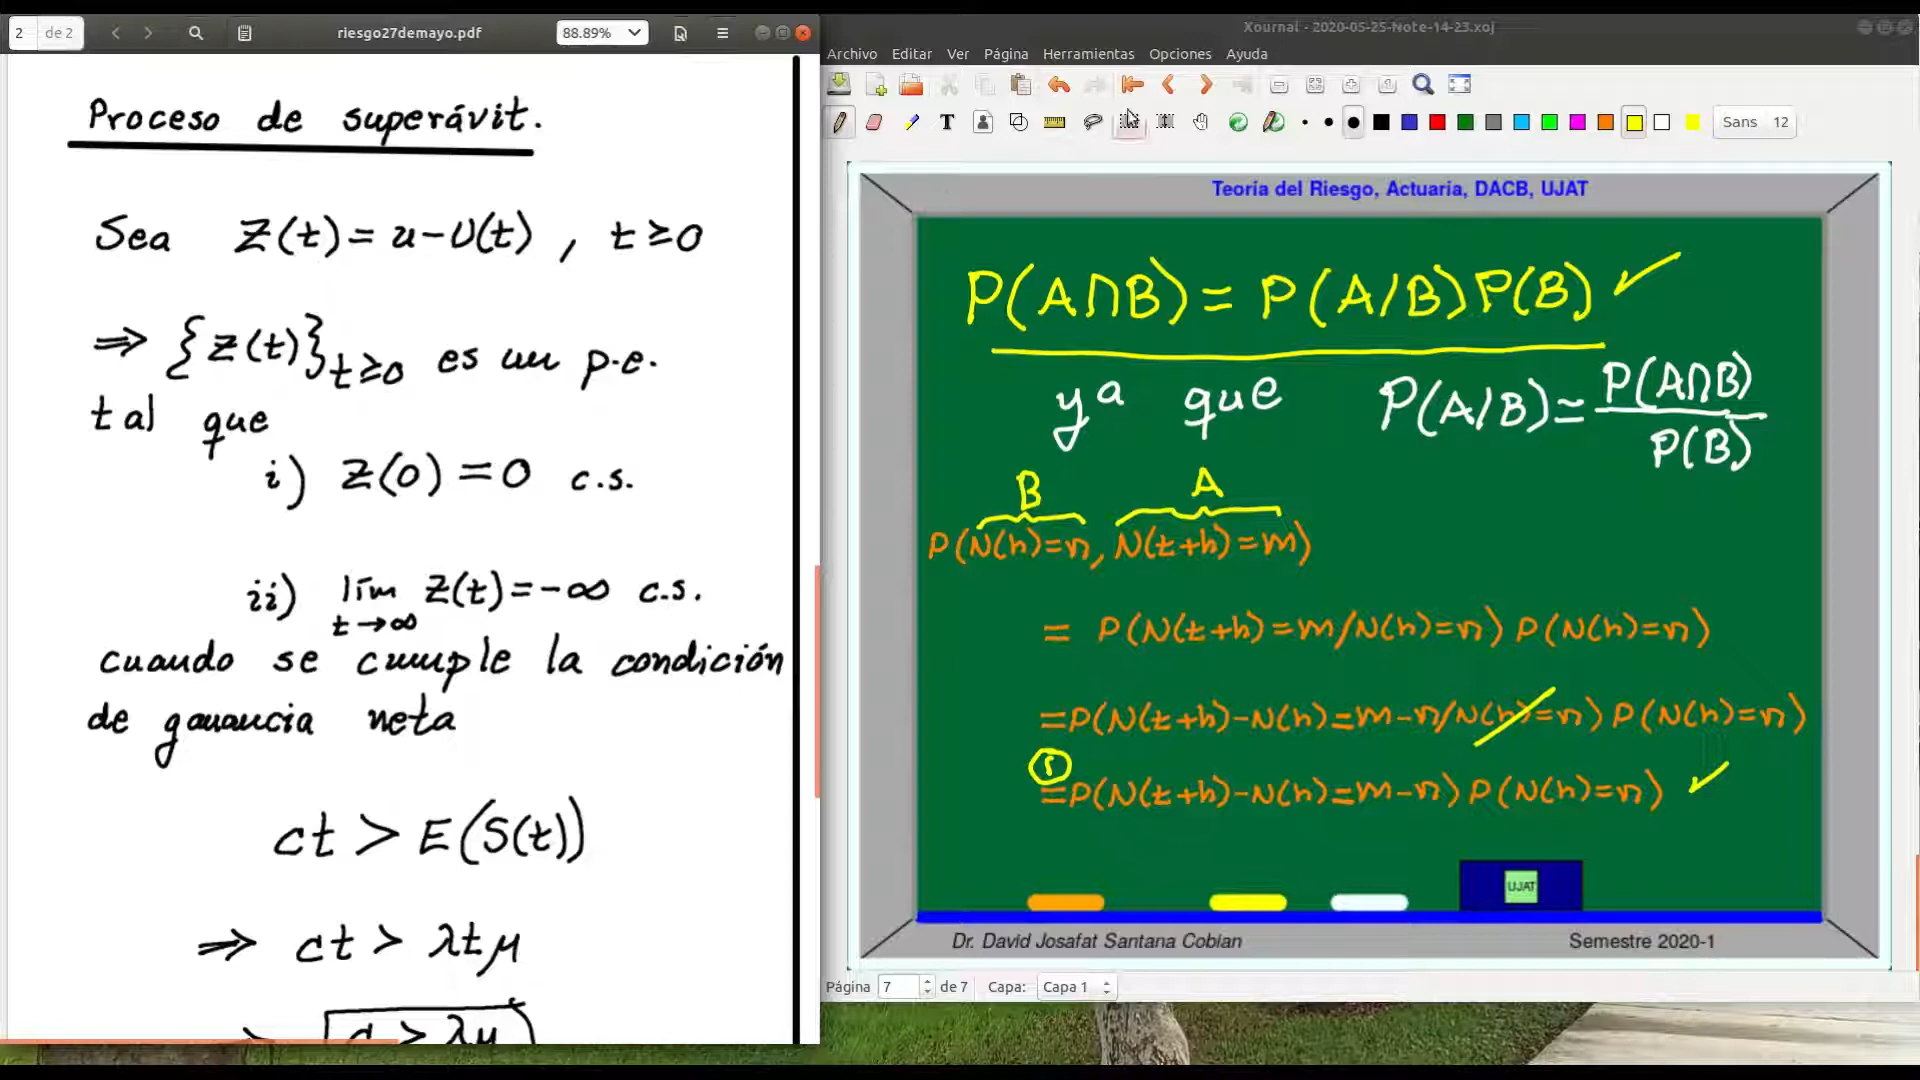 2 de 2
riesgo27demayo.pdf
88.89%
Proceso de superávit.
Sea Z(t)=u-U(t), t≥0
⇒ {Z(t)}t≥0 es un p.e.
tal que
i) Z(0)=0 c.s.
ii) lím Z(t)=-∞ c.s.
t→∞
cuando se cumple la condición
de ganancia neta
ct > E(S(t))
⇒ ct > λtμ
c > λμ
Xournal - 2020-05-25-Note-14-23.xoj
Archivo Editar Ver Página Herramientas Opciones Ayuda
T
Sans 12
Teoría del Riesgo, Actuaria, DACB, UJAT
P(A∩B)= P(A/B)P(B) ✓
ya que P(A/B)= P(A∩B)
P(B)
B A
P(N(h)=n, N(t+h)=m)
= P(N(t+h)=m/N(h)=n) P(N(h)=n)
=P(N(t+h)-N(h)=m-n/N(h)=n) P(N(h)=n)
=P(N(t+h)-N(h)=m-n) P(N(h)=n) ✓
UJAT
Dr. David Josafat Santana Cobian
Semestre 2020-1
Página 7 de 7 Capa: Capa 1